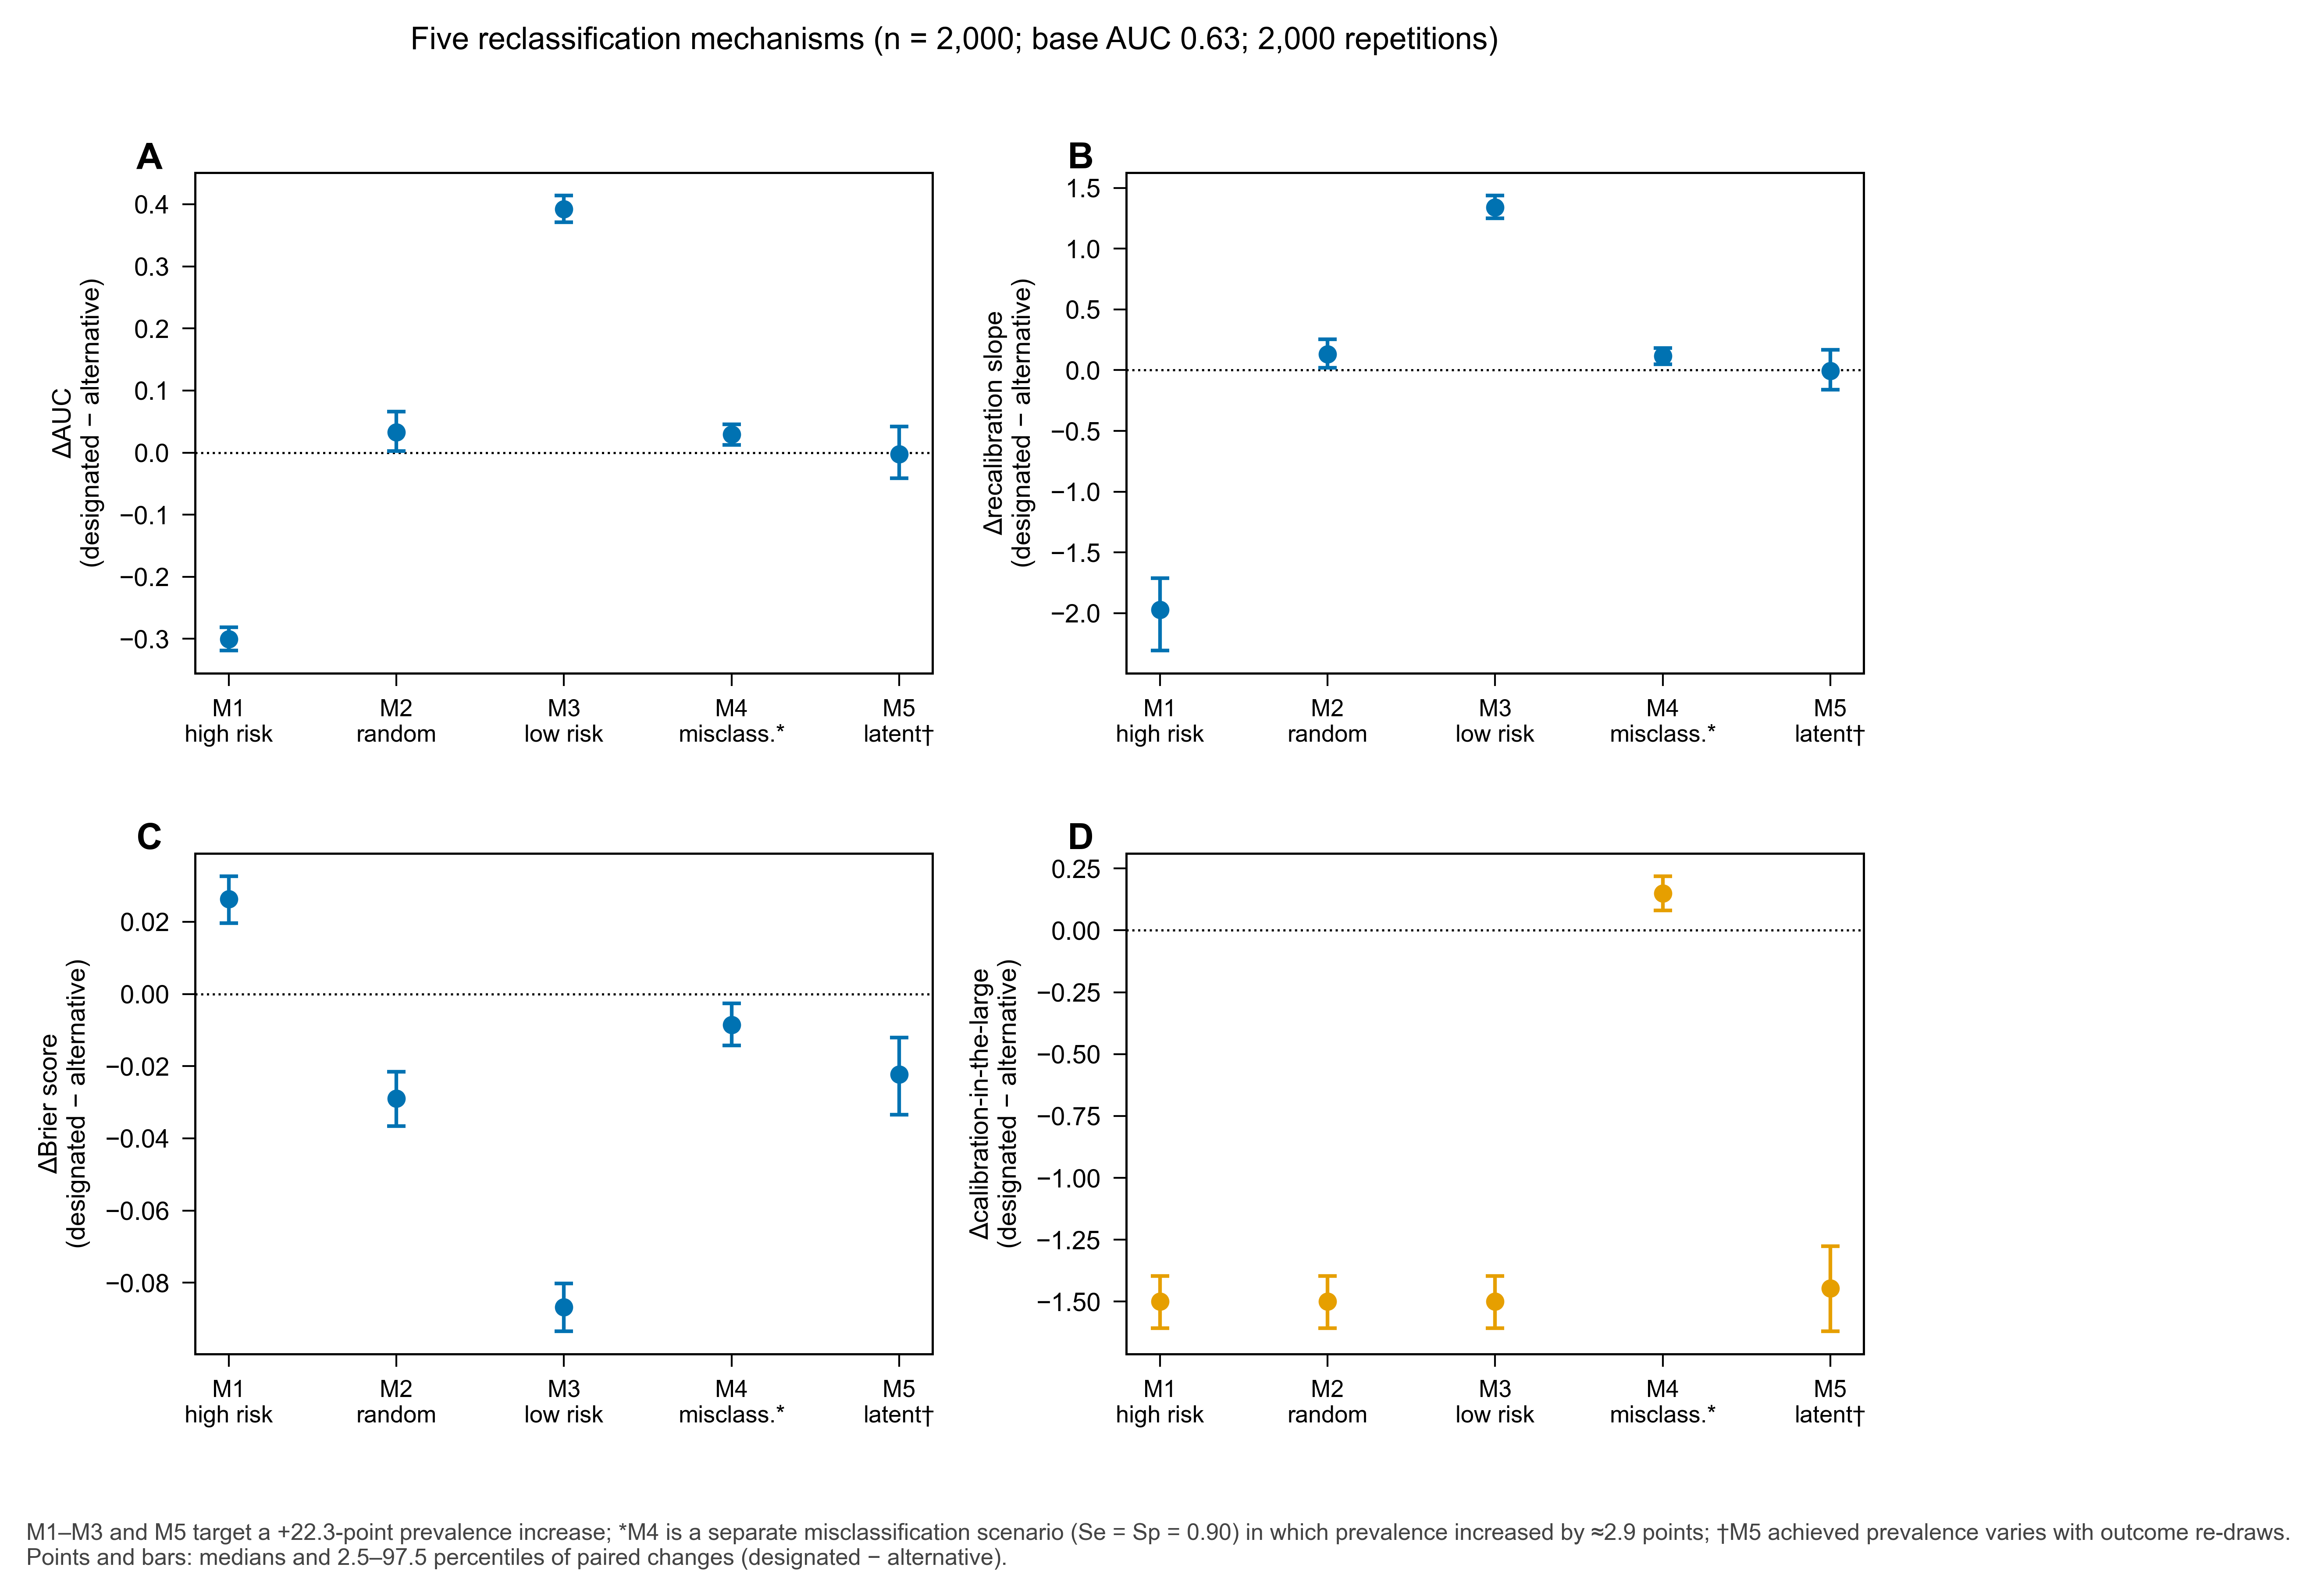 Five reclassification mechanisms (n = 2,000; base AUC 0.63; 2,000 repetitions)
A
ΔAUC
(designated − alternative)
0.4
0.3
0.2
0.1
0.0
−0.1
−0.2
−0.3
M1
high risk
M2
random
M3
low risk
M4
misclass.*
M5
latent†
B
Δrecalibration slope
(designated − alternative)
1.5
1.0
0.5
0.0
−0.5
−1.0
−1.5
−2.0
M1
high risk
M2
random
M3
low risk
M4
misclass.*
M5
latent†
C
ΔBrier score
(designated − alternative)
0.02
0.00
−0.02
−0.04
−0.06
−0.08
M1
high risk
M2
random
M3
low risk
M4
misclass.*
M5
latent†
D
Δcalibration-in-the-large
(designated − alternative)
0.25
0.00
−0.25
−0.50
−0.75
−1.00
−1.25
−1.50
M1
high risk
M2
random
M3
low risk
M4
misclass.*
M5
latent†
M1–M3 and M5 target a +22.3-point prevalence increase; *M4 is a separate misclassification scenario (Se = Sp = 0.90) in which prevalence increased by ≈2.9 points; †M5 achieved prevalence varies with outcome re-draws.
Points and bars: medians and 2.5–97.5 percentiles of paired changes (designated − alternative).